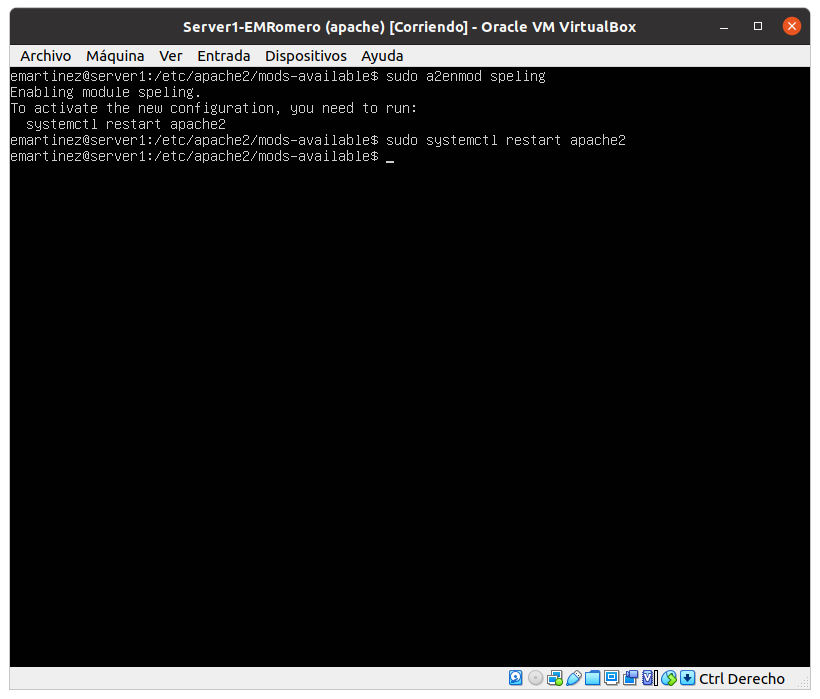 Server1-EMRomero (apache) [Corriendo] - Oracle VM VirtualBox
Archivo Máquina Ver Entrada Dispositivos Ayuda
emartinez@server1:/etc/apache2/mods-available$ sudo a2enmod speling
Enabling module speling.
To activate the new configuration, you need to run:
  systemctl restart apache2
emartinez@server1:/etc/apache2/mods-available$ sudo systemctl restart apache2
emartinez@server1:/etc/apache2/mods-available$ _
Ctrl Derecho